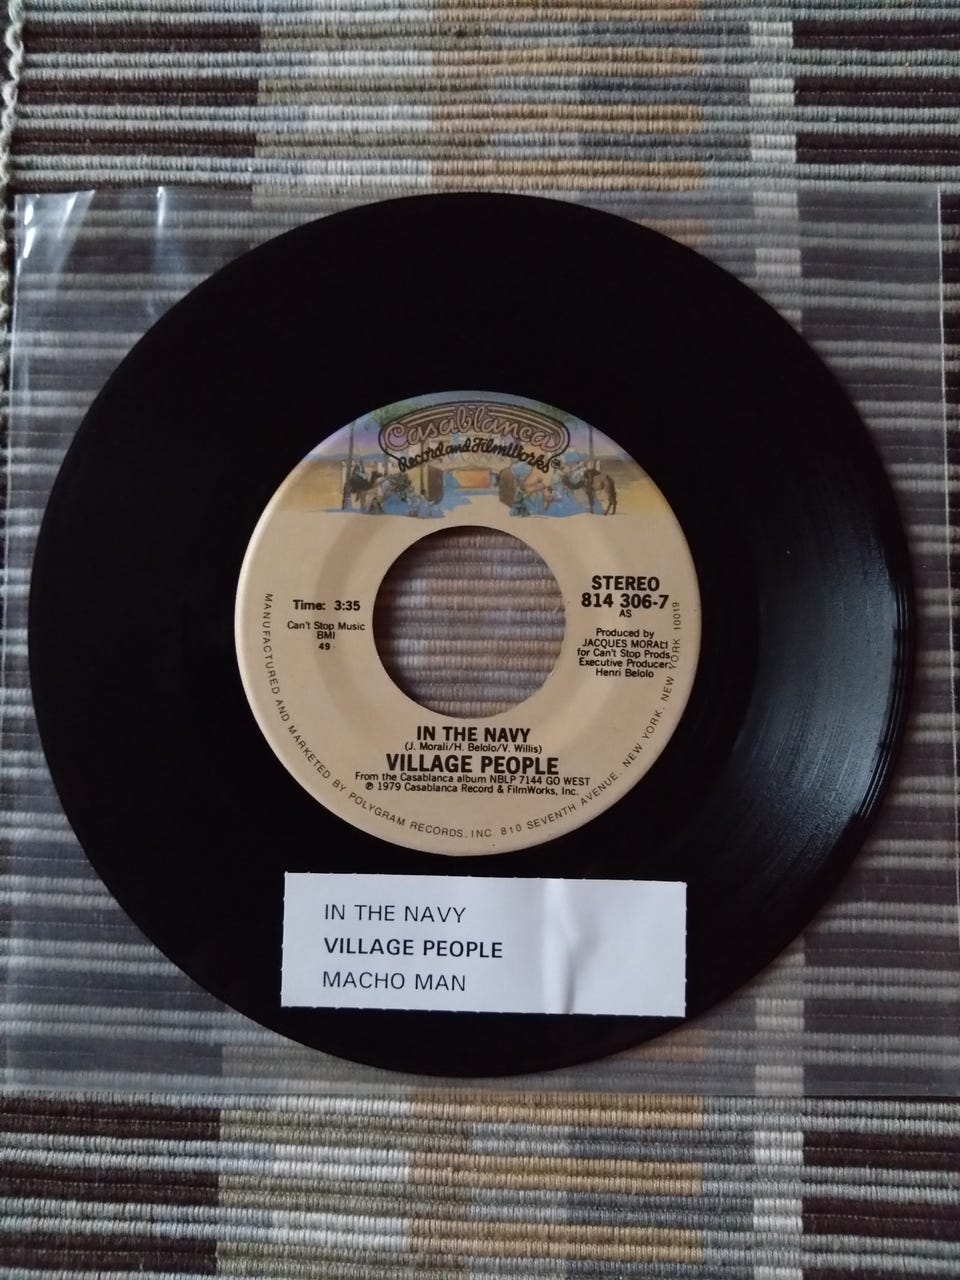 Casablanca
Record and FilmWorks
Time: 3:35
Can't Stop Music
BMI
49
STEREO
814 306-7
AS
Produced by
JACQUES MORALI
for Can't Stop Prods.
Executive Producer:
Henri Belolo
IN THE NAVY
(J. Morali/H. Belolo/V. Willis)
VILLAGE PEOPLE
From the Casablanca album NBLP 7144 GO WEST
℗ 1979 Casablanca Record & FilmWorks, Inc.
MANUFACTURED AND MARKETED BY POLYGRAM RECORDS, INC. 810 SEVENTH AVENUE. NEW YORK. NEW YORK 10019
IN THE NAVY
VILLAGE PEOPLE
MACHO MAN